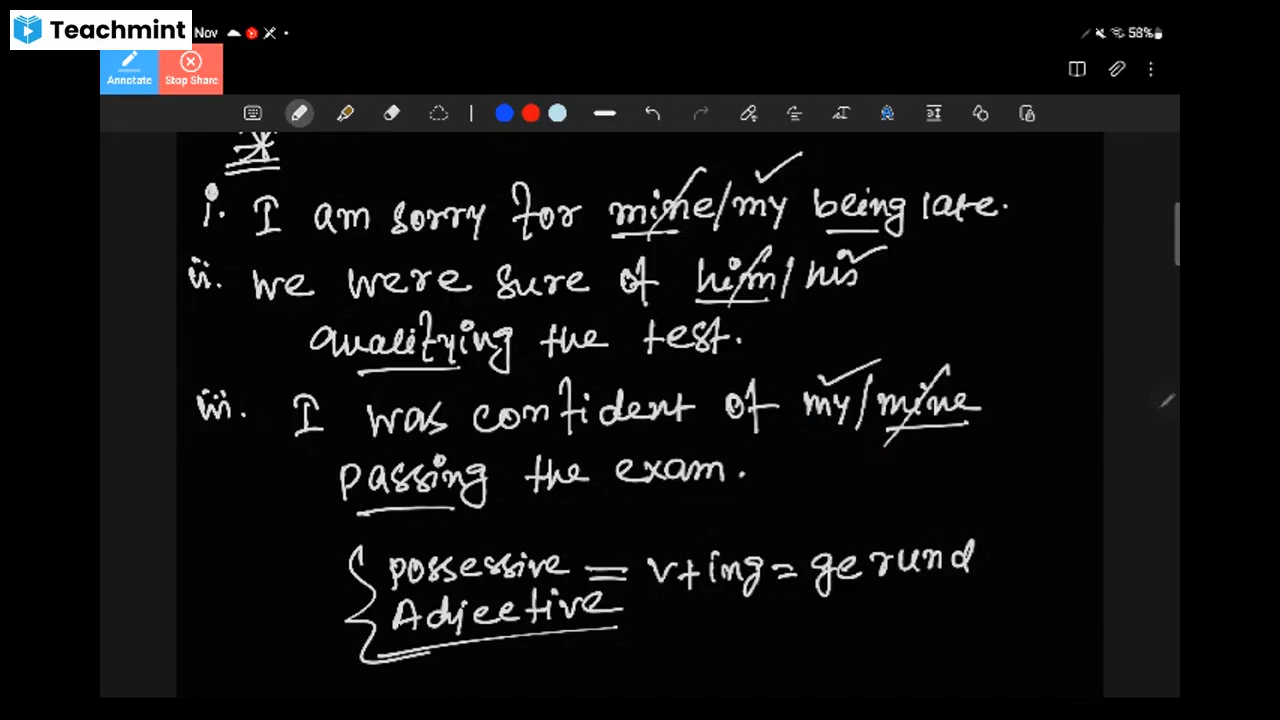 Teachmint
Nov
58%
Annotate
Stop Share
i. I am sorry for mine/my being late.
ii. we were sure of him/his
qualifying the test.
iii. I was confident of my/mine
passing the exam.
possessive = v+ing = gerund
Adjective